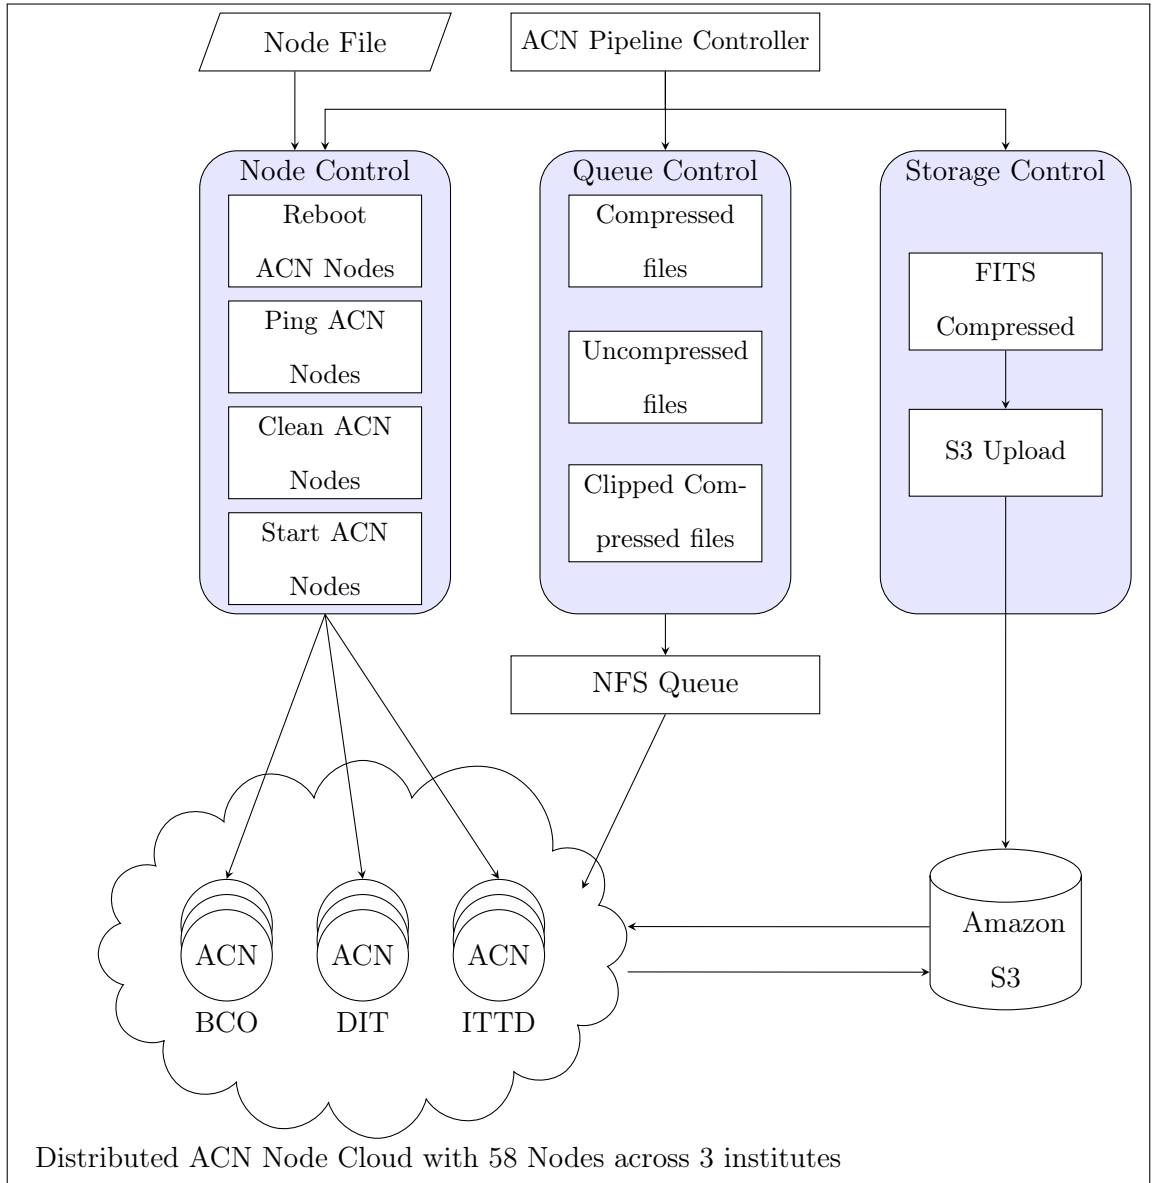 Node File
ACN Pipeline Controller
Node Control
Reboot
ACN Nodes
Ping ACN
Nodes
Clean ACN
Nodes
Start ACN
Nodes
Queue Control
Compressed
files
Uncompressed
files
Clipped Com-
pressed files
Storage Control
FITS
Compressed
S3 Upload
NFS Queue
ACN
ACN
ACN
BCO
DIT
ITTD
Amazon
S3
Distributed ACN Node Cloud with 58 Nodes across 3 institutes